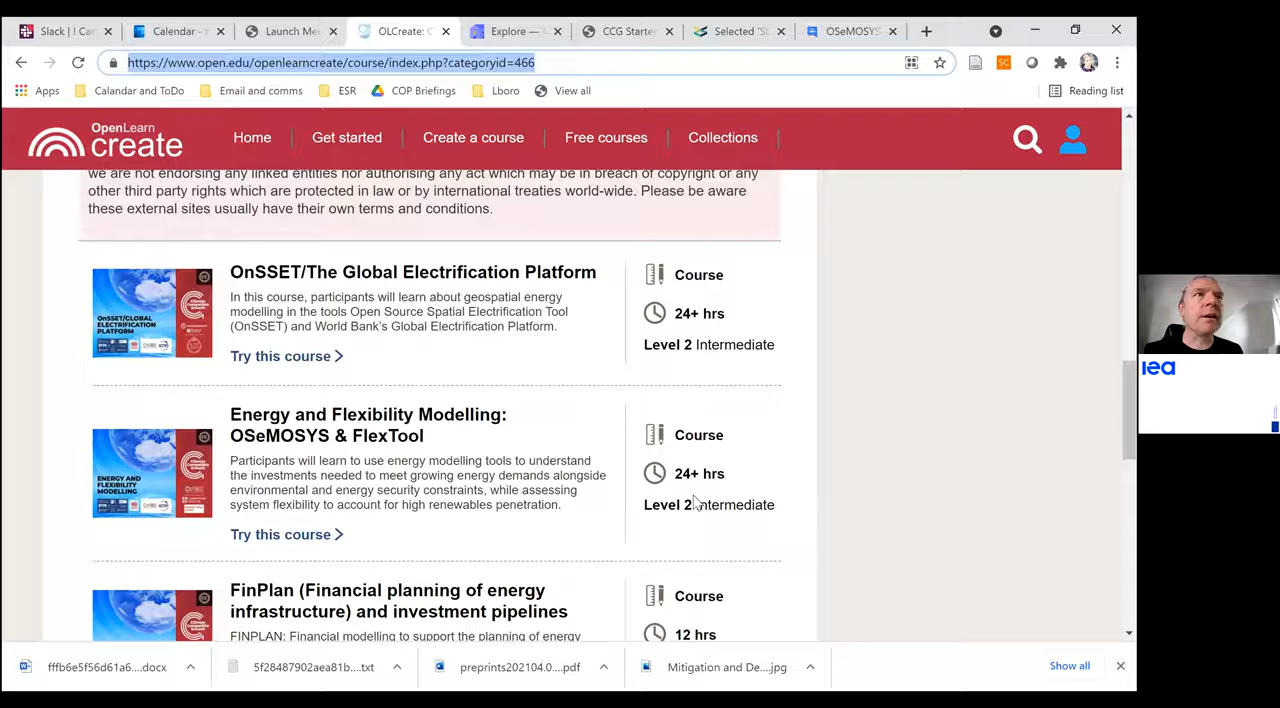 Slack | ! Car
Calendar -
Launch Me
OLCreate: C
Explore —
CCG Starter
Selected 'St
OSeMOSYS
https://www.open.edu/openlearncreate/course/index.php?categoryid=466
SC
Apps
Calandar and ToDo
Email and comms
ESR
COP Briefings
Lboro
View all
Reading list
OpenLearn
create
Home
Get started
Create a course
Free courses
Collections
we are not endorsing any linked entities nor authorising any act which may be in breach of copyright or any
other third party rights which are protected in law or by international treaties world-wide. Please be aware
these external sites usually have their own terms and conditions.
OnSSET/The Global Electrification Platform
In this course, participants will learn about geospatial energy
modelling in the tools Open Source Spatial Electrification Tool
(OnSSET) and World Bank's Global Electrification Platform.
Try this course
Course
24+ hrs
Level 2 Intermediate
ONSSET/GLOBAL
ELECTRIFICATION
PLATFORM
Energy and Flexibility Modelling:
OSeMOSYS & FlexTool
Participants will learn to use energy modelling tools to understand
the investments needed to meet growing energy demands alongside
environmental and energy security constraints, while assessing
system flexibility to account for high renewables penetration.
Try this course
Course
24+ hrs
Level 2 Intermediate
ENERGY AND
FLEXIBILITY
MODELLING
FinPlan (Financial planning of energy
infrastructure) and investment pipelines
FINPLAN: Financial modelling to support the planning of energy
Course
12 hrs
iea
fffb6e5f56d61a6....docx
5f28487902aea81b....txt
preprints202104.0....pdf
Mitigation and De....jpg
Show all